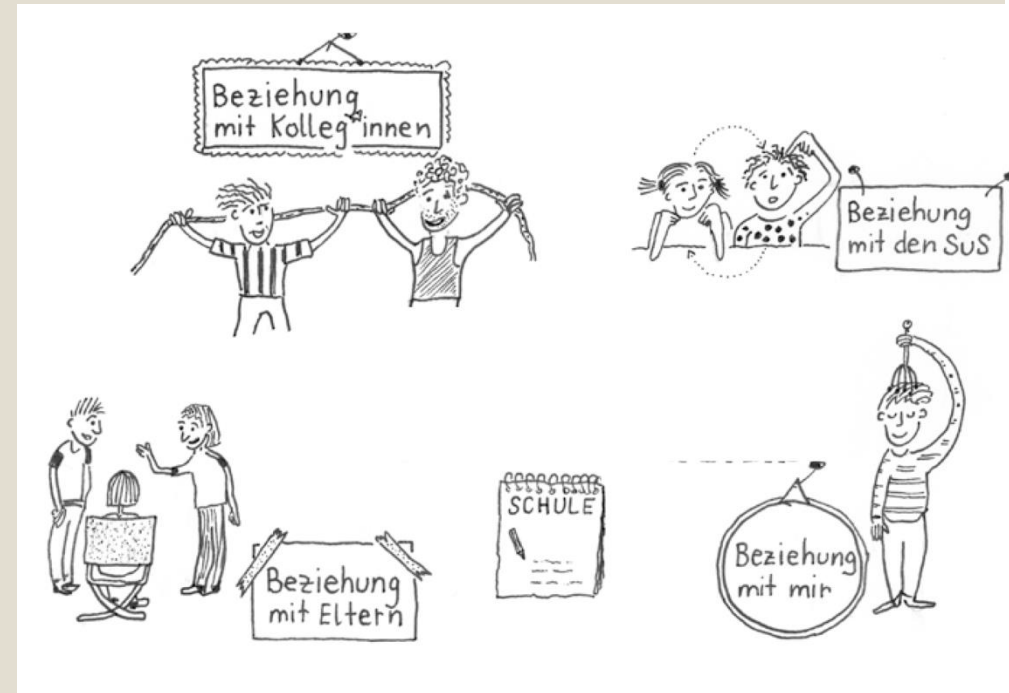 Beziehung
mit Kolleg*innen
Beziehung
mit den SuS
Beziehung
mit Eltern
SCHULE
Beziehung
mit mir